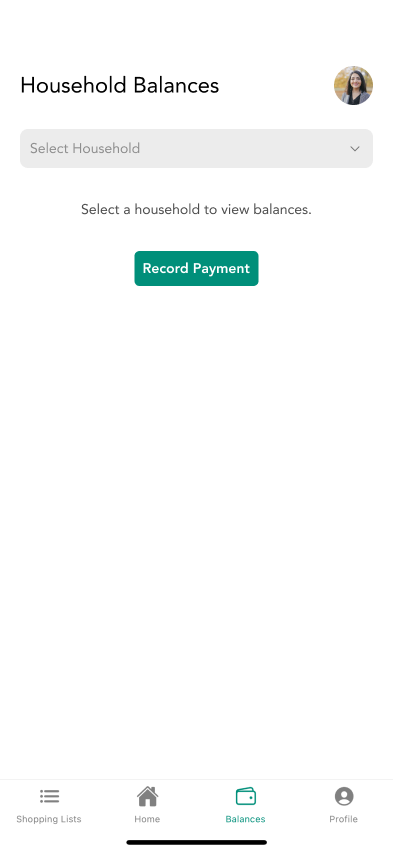 Household Balances
Select Household
Select a household to view balances.
Record Payment
Shopping Lists
Home
Balances
Profile